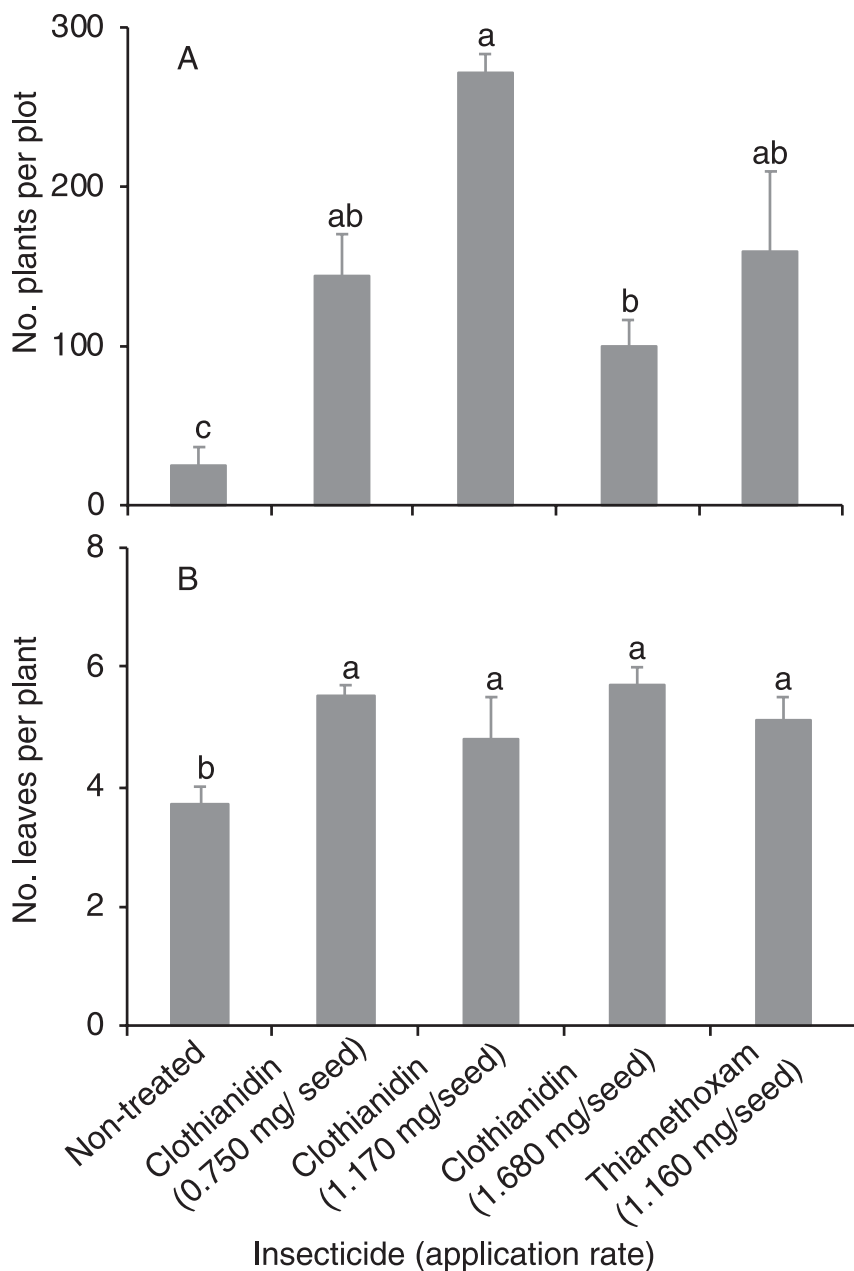 300
A
a
200
ab
ab
No. plants per plot
100
b
c
0
8
B
6
a
a
a
a
No. leaves per plant
b
4
2
0
Non-treated
Clothianidin
(0.750 mg/ seed)
Clothianidin
(1.170 mg/seed)
Clothianidin
(1.680 mg/seed)
Thiamethoxam
(1.160 mg/seed)
Insecticide (application rate)